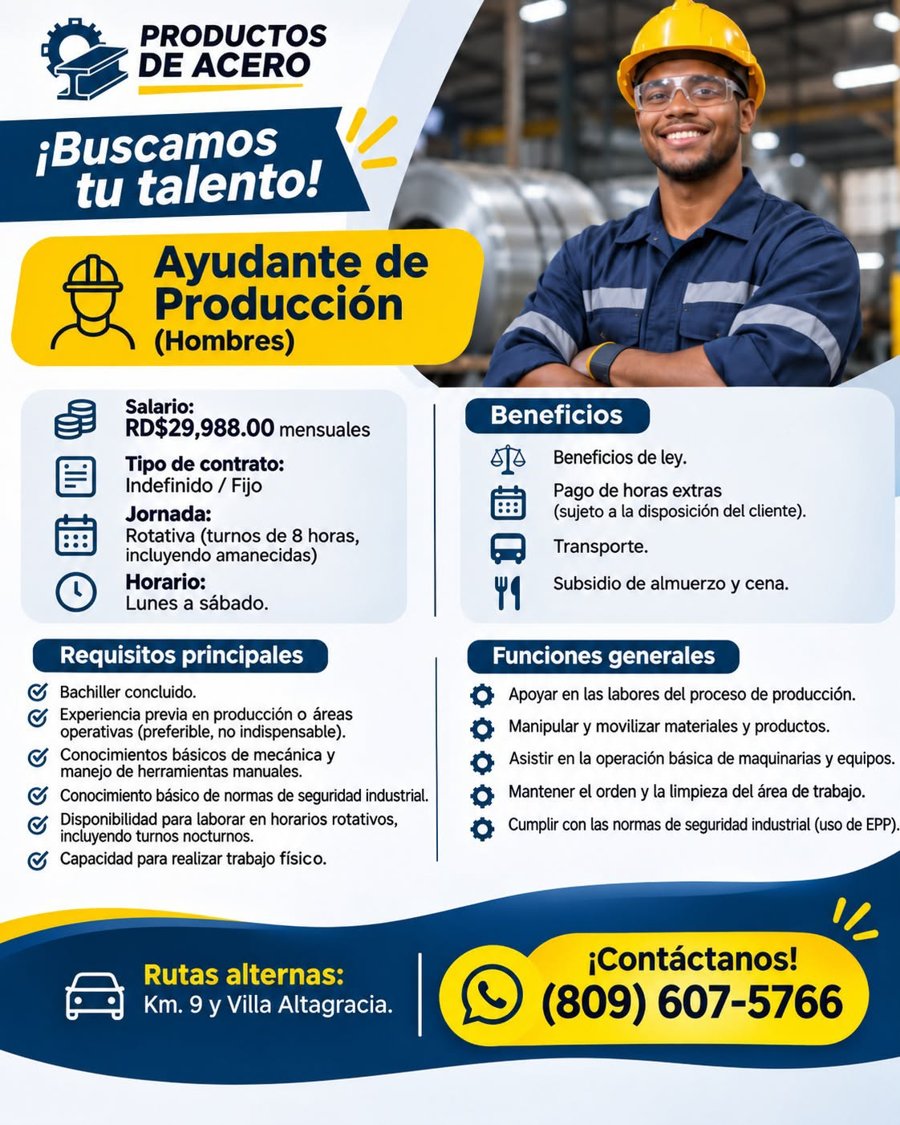 PRODUCTOS
DE ACERO
¡Buscamos
tu talento!
Ayudante de
Producción
(Hombres)
Salario:
RD$29,988.00 mensuales
Tipo de contrato:
Indefinido / Fijo
Jornada:
Rotativa (turnos de 8 horas,
incluyendo amanecidas)
Horario:
Lunes a sábado.
Beneficios
Beneficios de ley.
Pago de horas extras
(sujeto a la disposición del cliente).
Transporte.
Subsidio de almuerzo y cena.
Requisitos principales
Bachiller concluido.
Experiencia previa en producción o áreas
operativas (preferible, no indispensable).
Conocimientos básicos de mecánica y
manejo de herramientas manuales.
Conocimiento básico de normas de seguridad industrial.
Disponibilidad para laborar en horarios rotativos,
incluyendo turnos nocturnos.
Capacidad para realizar trabajo físico.
Funciones generales
Apoyar en las labores del proceso de producción.
Manipular y movilizar materiales y productos.
Asistir en la operación básica de maquinarias y equipos.
Mantener el orden y la limpieza del área de trabajo.
Cumplir con las normas de seguridad industrial (uso de EPP).
Rutas alternas:
Km. 9 y Villa Altagracia.
¡Contáctanos!
(809) 607-5766